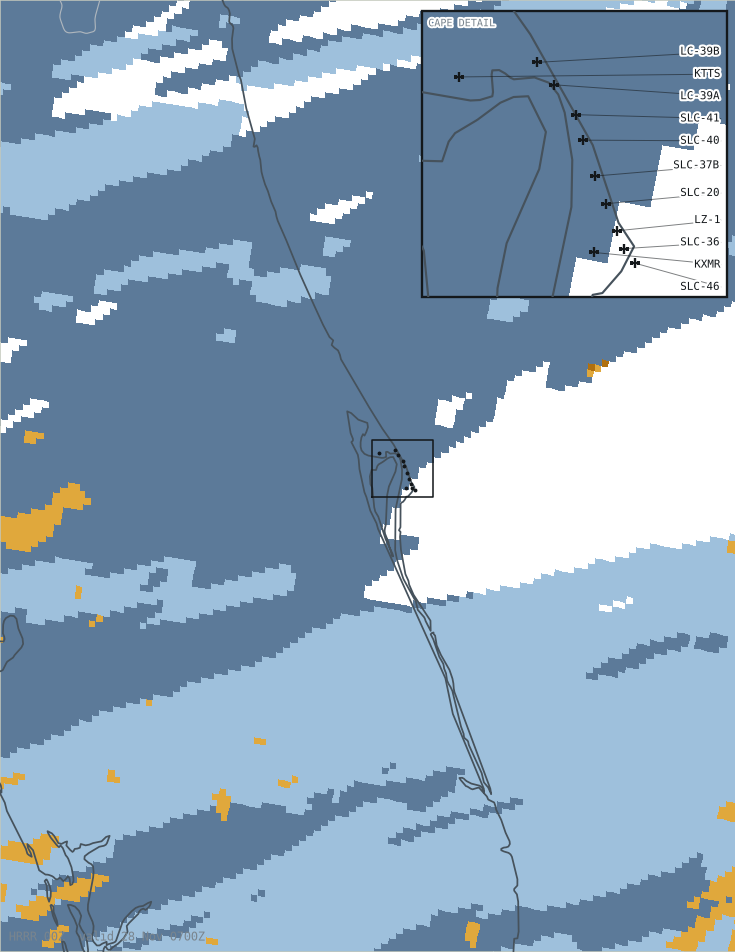 CAPE DETAIL
LC-39B
KTTS
LC-39A
SLC-41
SLC-40
SLC-37B
SLC-20
LZ-1
SLC-36
KXMR
SLC-46
HRRR